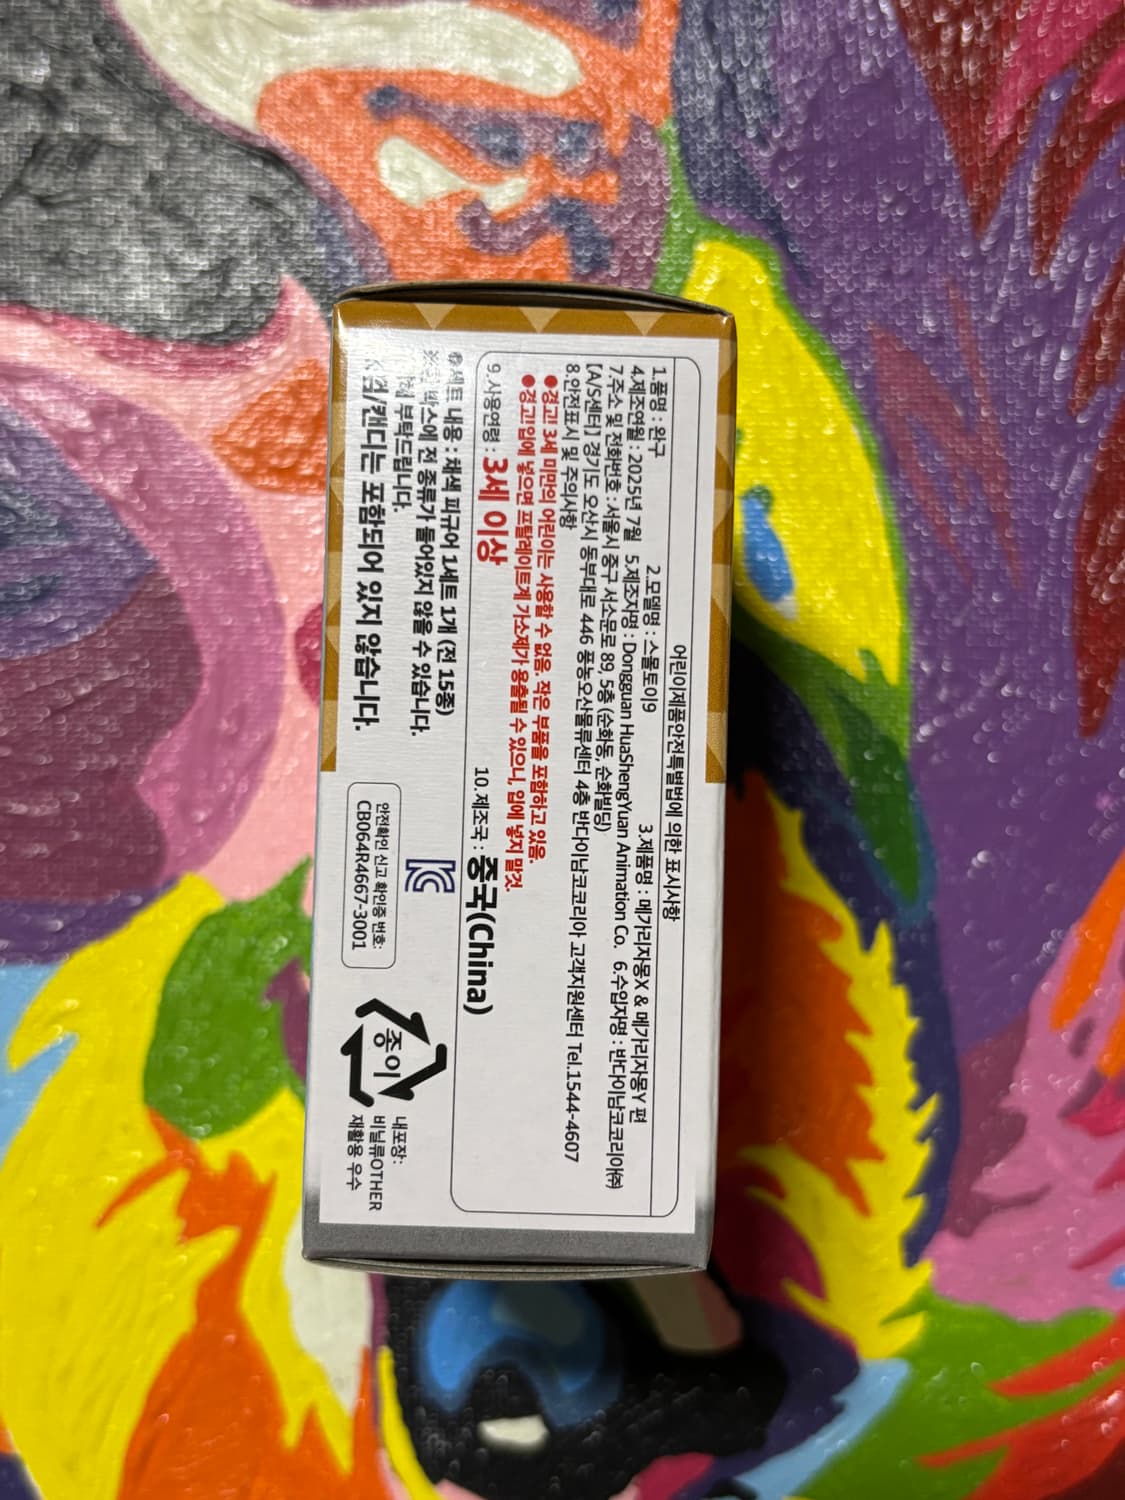 어린이제품안전특별법에 의한 표시사항
1.품명 : 완구 2.모델명 : 스몰토이9 3.제품명 : 메가리자몽X & 메가리자몽Y 편
4.제조연월 : 2025년 7월 5.제조자명 : Dongguan HuaShengYuan Animation Co. 6.수입자명 : 반다이남코코리아㈜
7.주소 및 전화번호 : 서울시 중구 서소문로 89, 5층 (순화동, 순화빌딩)
[A/S센터] 경기도 오산시 동부대로 446 풍농오산물류센터 4층 반다이남코코리아 고객지원센터 Tel.1544-4607
8.안전표시 및 주의사항
●경고! 3세 미만의 어린이는 사용할 수 없음. 작은 부품을 포함하고 있음.
●경고!입에 넣으면 프탈레이트계 가소제가 용출될 수 있으니, 입에 넣지 말것.
9.사용연령 : 3세 이상 10.제조국 : 중국(China)
세트 내용 : 채색 피규어 1세트 1개 (전 15종)
※ 박스에 전 종류가 들어있지 않을 수 있습니다.
부탁드립니다.
껌/캔디는 포함되어 있지 않습니다.
안전확인 신고 확인증 번호:
CB064R4667-3001
종이
내포장:
비닐류OTHER
재활용 우수